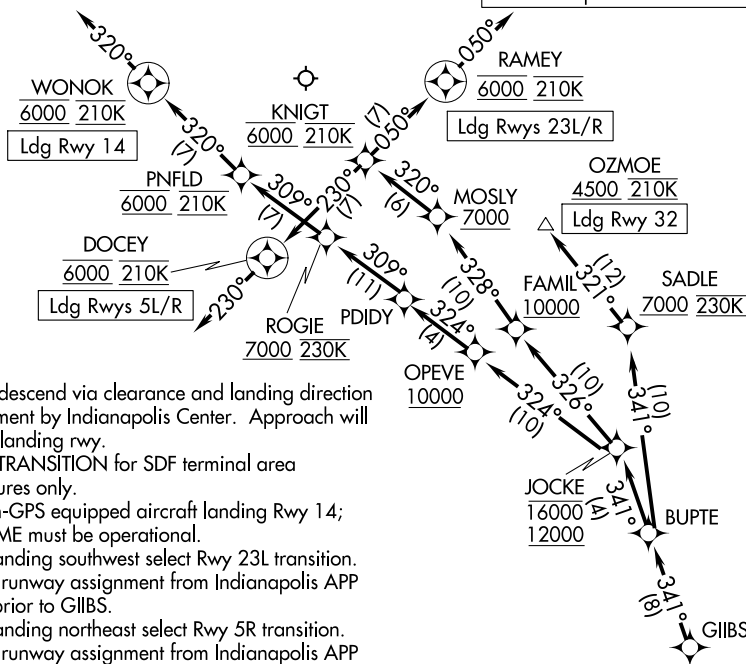 320°
WONOK
6000 210K
Ldg Rwy 14
320°
(7)
PNFLD
6000 210K
309°
(7)
KNIGT
6000 210K
(7)
050°
050°
RAMEY
6000 210K
Ldg Rwys 23L/R
230°
(7)
DOCEY
6000 210K
Ldg Rwys 5L/R
230°
ROGIE
7000 230K
320°
(6)
MOSLY
7000
OZMOE
4500 210K
Ldg Rwy 32
(12)
321°
SADLE
7000 230K
328°
(10)
FAMIL
10000
309°
(11)
PDIDY
324°
(4)
OPEVE
10000
(10)
326°
324°
(10)
(10)
341°
JOCKE
16000
12000
341°
(4)
BUPTE
341°
(8)
GIIBS
descend via clearance and landing direction
ment by Indianapolis Center. Approach will
landing rwy.
TRANSITION for SDF terminal area
ures only.
-GPS equipped aircraft landing Rwy 14;
ME must be operational.
anding southwest select Rwy 23L transition.
runway assignment from Indianapolis APP
prior to GIIBS.
anding northeast select Rwy 5R transition.
runway assignment from Indianapolis APP